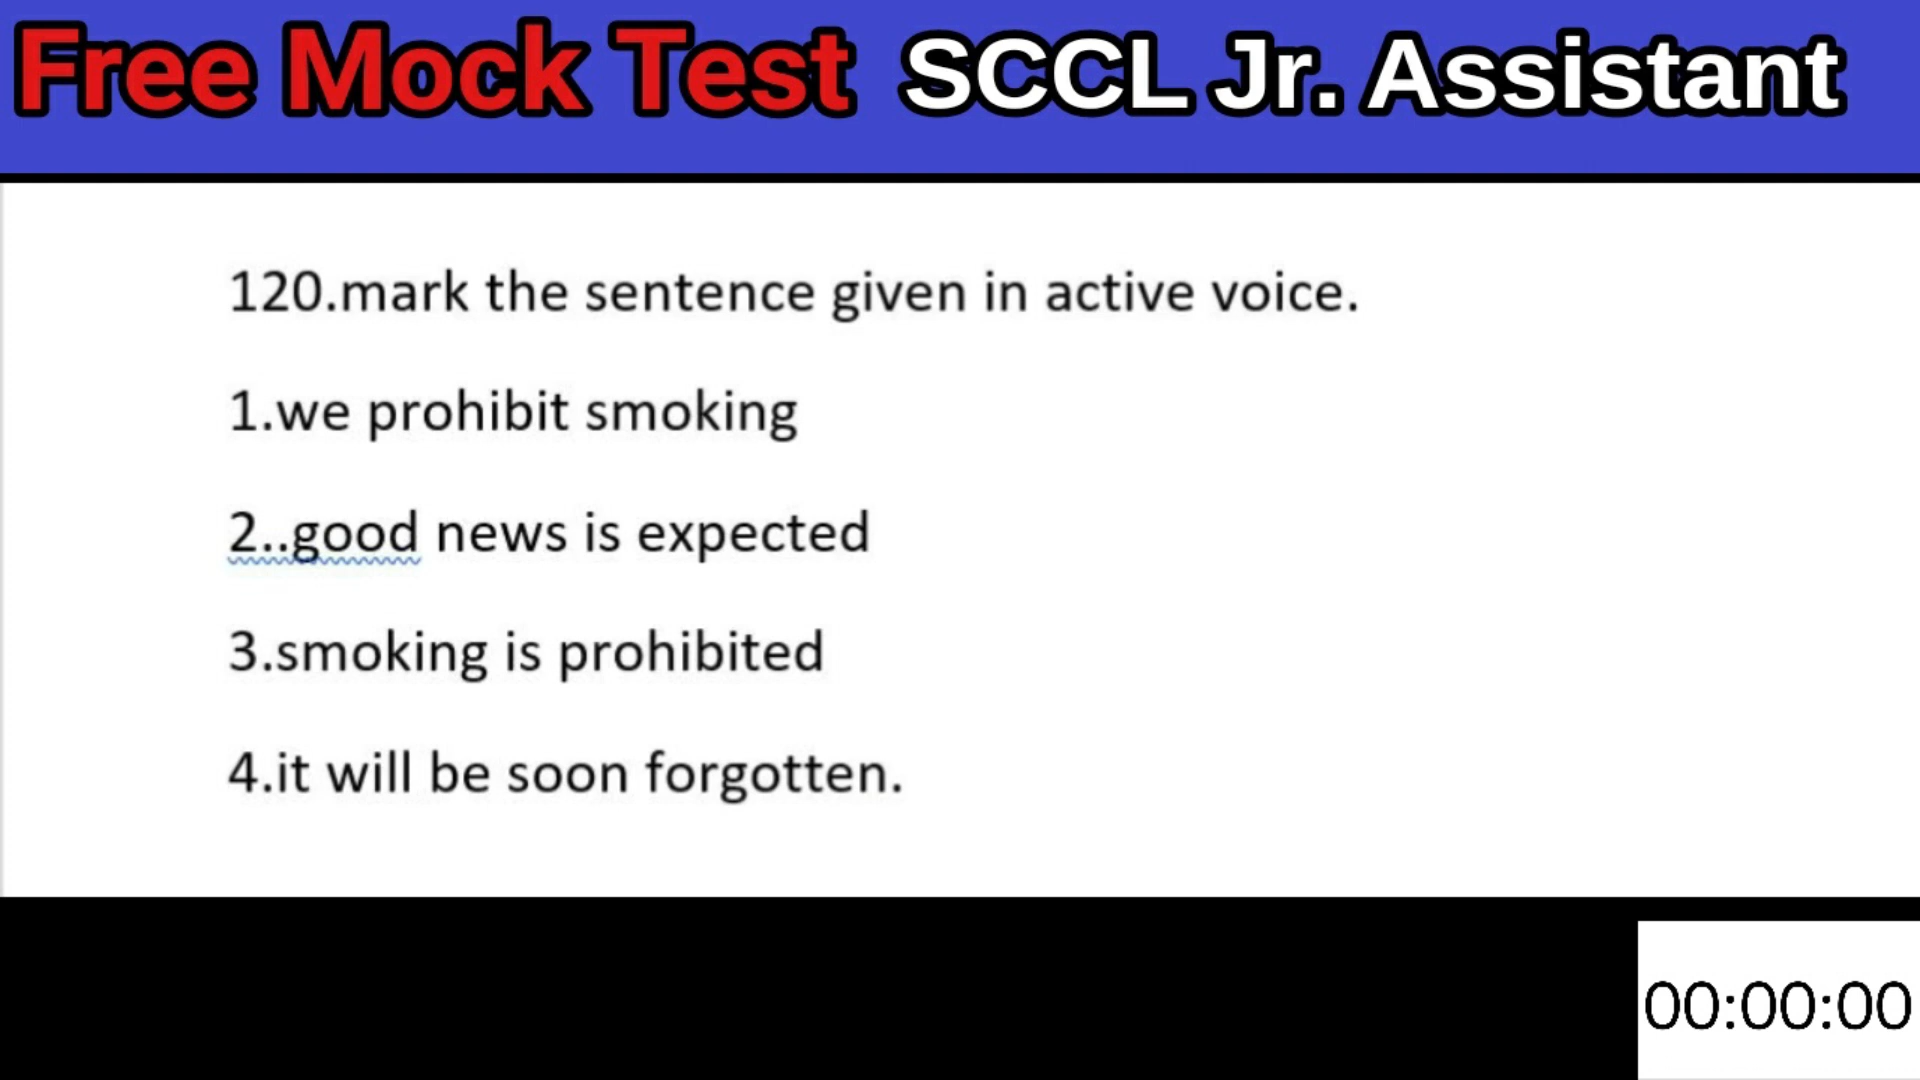 Free Mock Test SCCL Jr. Assistant
120.mark the sentence given in active voice.
1.we prohibit smoking
2..good news is expected
3.smoking is prohibited
4.it will be soon forgotten.
00:00:00